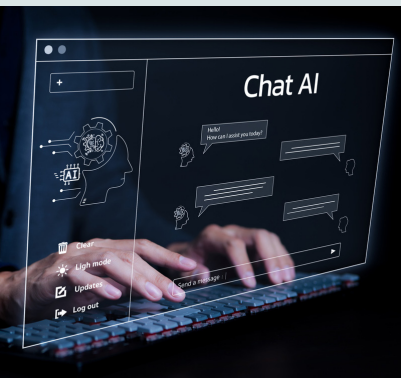 +
Chat AI
Hello!
How can I assist you today?
AI
Clear
Ligh mode
Updates
Log out
Send a message